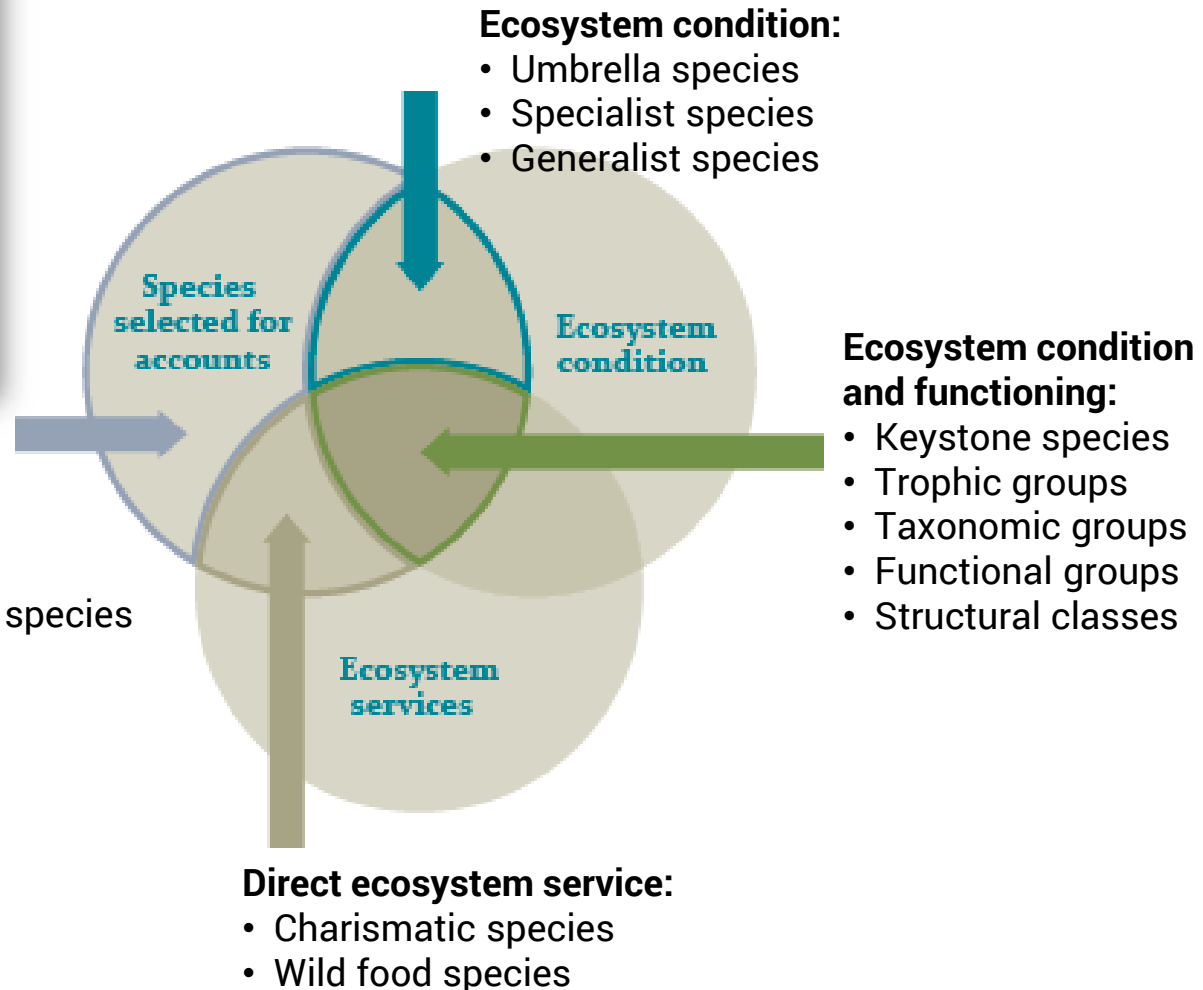 Ecosystem condition:
• Umbrella species
• Specialist species
• Generalist species
Species
selected for
accounts
Ecosystem
condition
Ecosystem condition
and functioning:
• Keystone species
• Trophic groups
• Taxonomic groups
• Functional groups
• Structural classes
species
Ecosystem
services
Direct ecosystem service:
• Charismatic species
• Wild food species